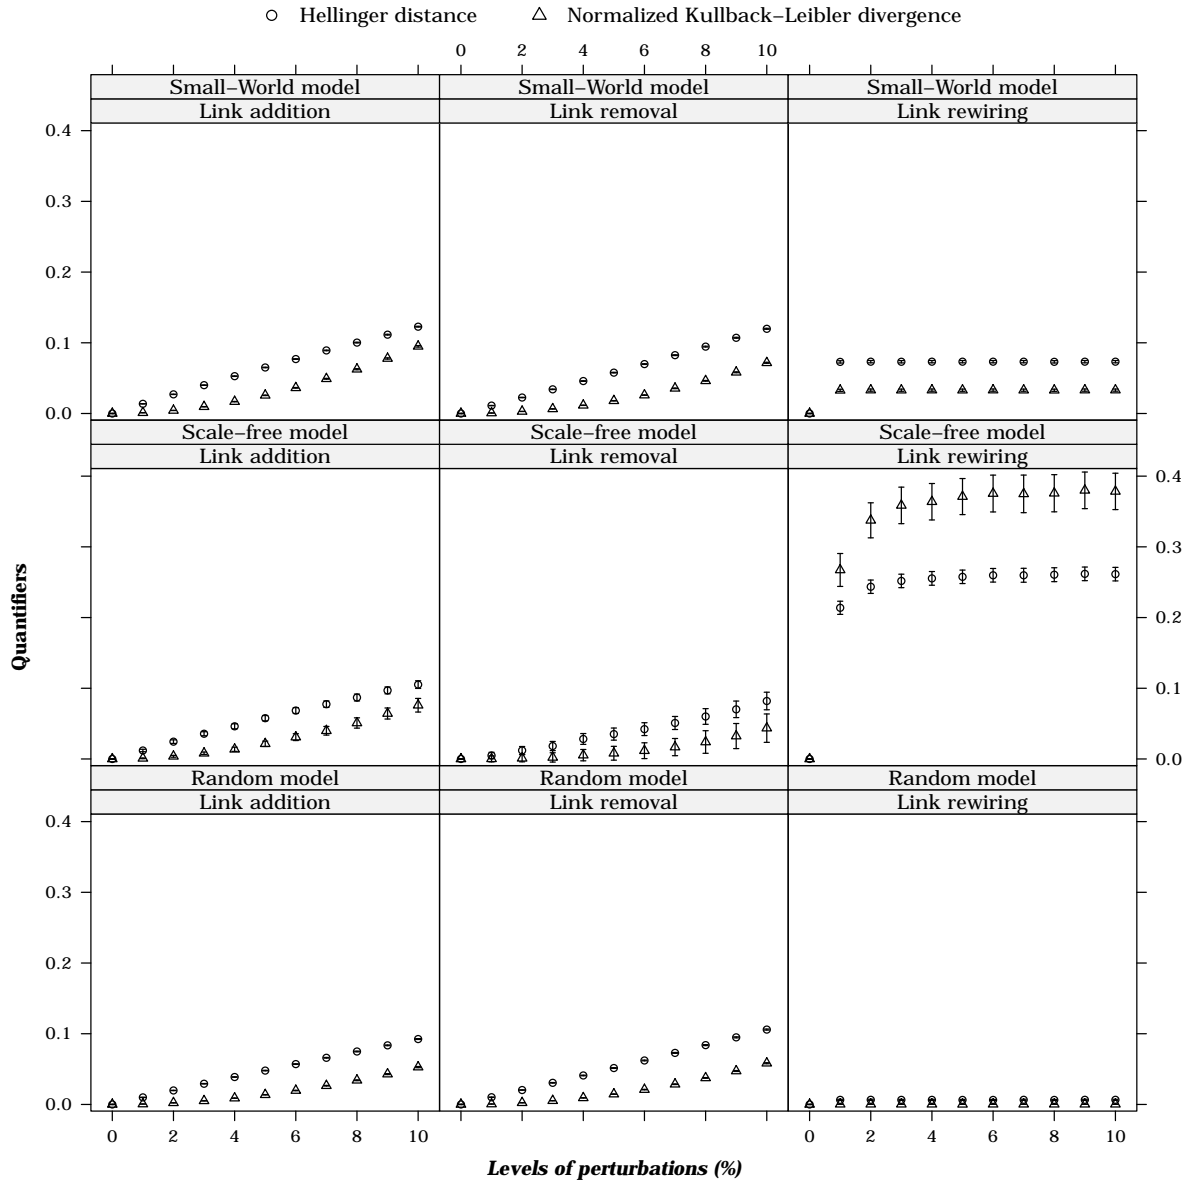 Hellinger distance Normalized Kullback–Leibler divergence
0 2 4 6 8 10
Small–World model Small–World model Small–World model
Link addition Link removal Link rewiring
0.4
0.3
0.2
0.1
0.0
Scale–free model Scale–free model Scale–free model
Link addition Link removal Link rewiring
0.4
0.3
0.2
0.1
0.0
Quantifiers
Random model Random model Random model
Link addition Link removal Link rewiring
0.4
0.3
0.2
0.1
0.0
0 2 4 6 8 10 0 2 4 6 8 10
Levels of perturbations (%)